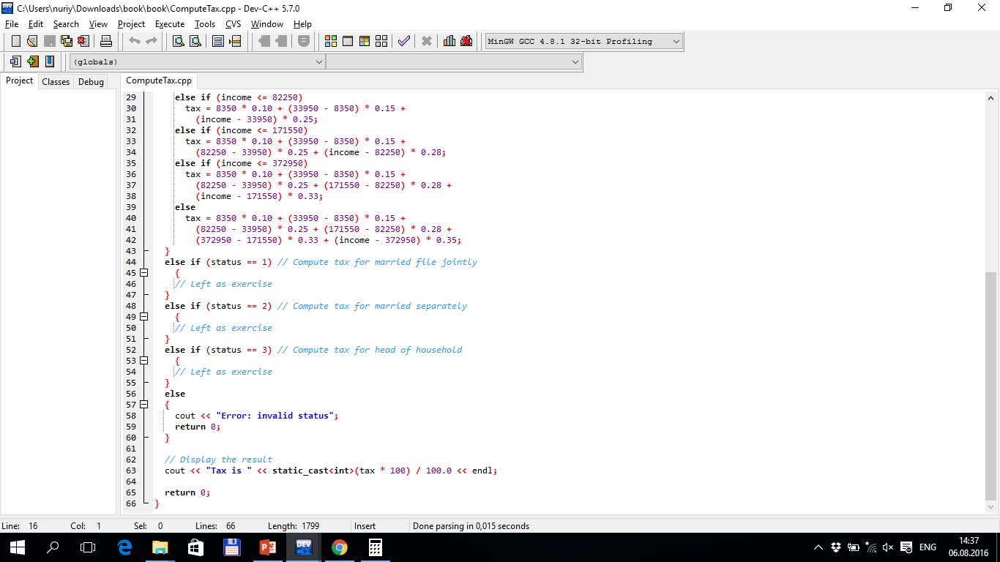 C:\Users\nuriy\Downloads\book\book\ComputeTax.cpp - Dev-C++ 5.7.0
File Edit Search View Project Execute Tools CVS Window Help
MinGW GCC 4.8.1 32-bit Profiling
(globals)
Project Classes Debug ComputeTax.cpp
29 else if (income <= 82250)
30 tax = 8350 * 0.10 + (33950 - 8350) * 0.15 +
31 (income - 33950) * 0.25;
32 else if (income <= 171550)
33 tax = 8350 * 0.10 + (33950 - 8350) * 0.15 +
34 (82250 - 33950) * 0.25 + (income - 82250) * 0.28;
35 else if (income <= 372950)
36 tax = 8350 * 0.10 + (33950 - 8350) * 0.15 +
37 (82250 - 33950) * 0.25 + (171550 - 82250) * 0.28 +
38 (income - 171550) * 0.33;
39 else
40 tax = 8350 * 0.10 + (33950 - 8350) * 0.15 +
41 (82250 - 33950) * 0.25 + (171550 - 82250) * 0.28 +
42 (372950 - 171550) * 0.33 + (income - 372950) * 0.35;
43 }
44 else if (status == 1) // Compute tax for married file jointly
45 {
46 // Left as exercise
47 }
48 else if (status == 2) // Compute tax for married separately
49 {
50 // Left as exercise
51 }
52 else if (status == 3) // Compute tax for head of household
53 {
54 // Left as exercise
55 }
56 else
57 {
58 cout << "Error: invalid status";
59 return 0;
60 }
61
62 // Display the result
63 cout << "Tax is " << static_cast<int>(tax * 100) / 100.0 << endl;
64
65 return 0;
66 }
Line: 16 Col: 1 Sel: 0 Lines: 66 Length: 1799 Insert Done parsing in 0,015 seconds
DEV
ENG
14:37
06.08.2016